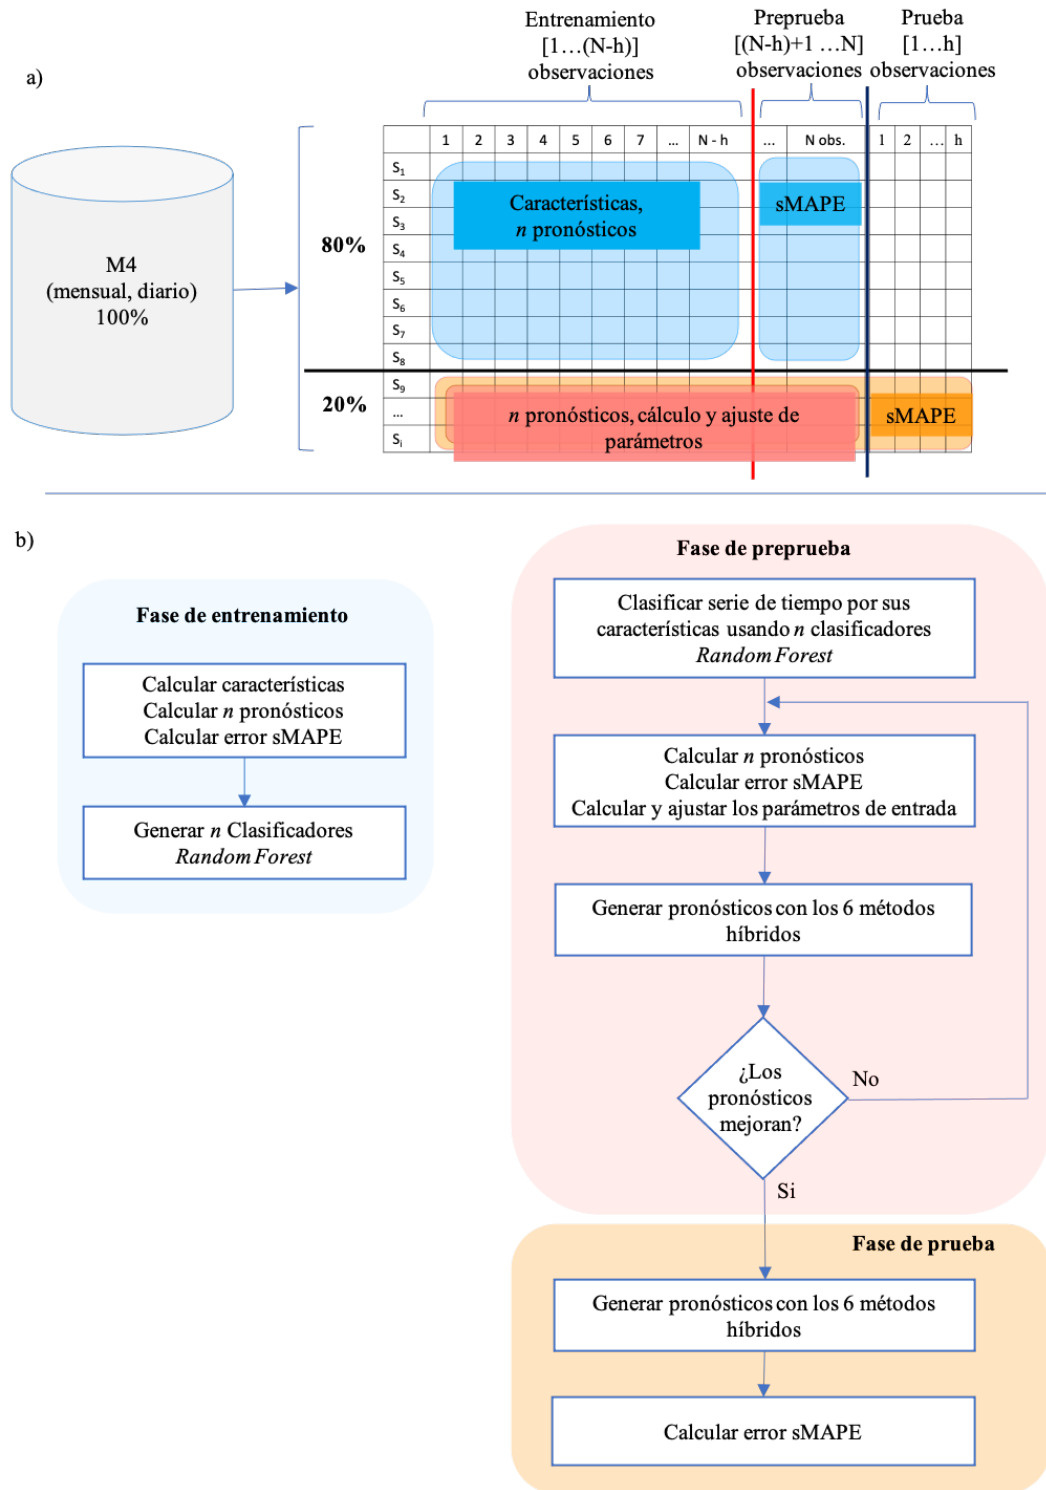 a)
Entrenamiento
[1…(N-h)]
observaciones
Preprueba
[(N-h)+1 …N]
observaciones
Prueba
[1…h]
observaciones
1 2 3 4 5 6 7 ... N - h ... N obs. 1 2 ... h
M4
(mensual, diario)
100%
80%
20%
S1
S2
S3
S4
S5
S6
S7
S8
S9
...
Si
Características,
n pronósticos
sMAPE
n pronósticos, cálculo y ajuste de
parámetros
sMAPE
b)
Fase de entrenamiento
Calcular características
Calcular n pronósticos
Calcular error sMAPE
Generar n Clasificadores
Random Forest
Fase de preprueba
Clasificar serie de tiempo por sus
características usando n clasificadores
Random Forest
Calcular n pronósticos
Calcular error sMAPE
Calcular y ajustar los parámetros de entrada
Generar pronósticos con los 6 métodos
híbridos
¿Los
pronósticos
mejoran?
No
Si
Fase de prueba
Generar pronósticos con los 6 métodos
híbridos
Calcular error sMAPE